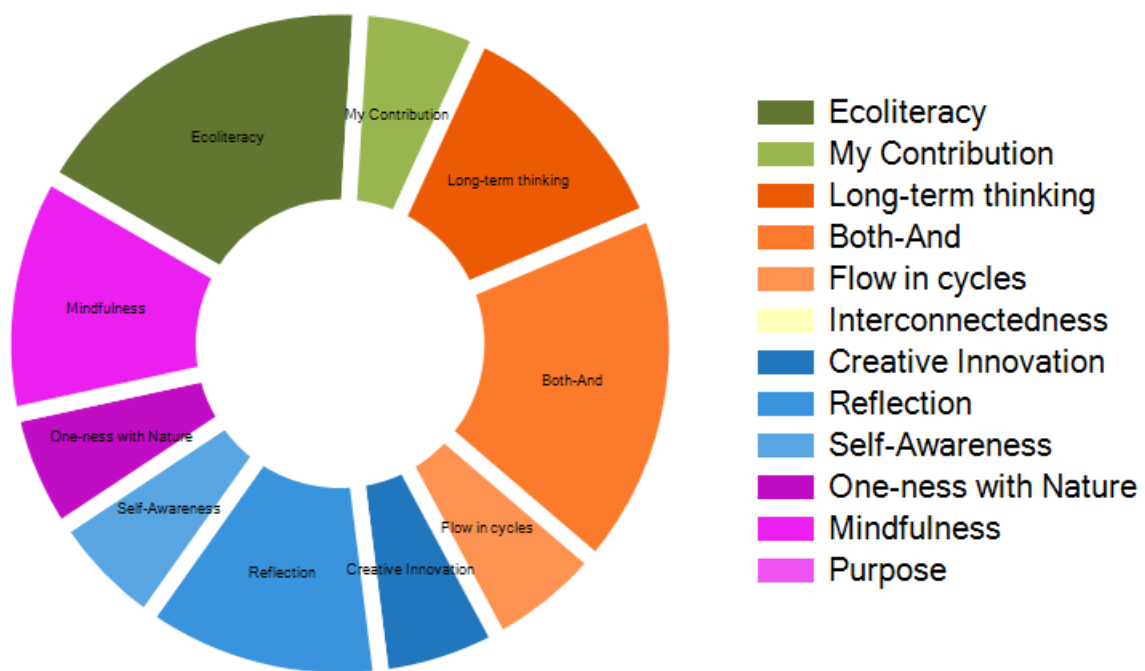 My Contribution
Ecoliteracy
Long-term thinking
Mindfulness
Both-And
One-ness with Nature
Self-Awareness
Flow in cycles
Reflection
Creative Innovation
Ecoliteracy
My Contribution
Long-term thinking
Both-And
Flow in cycles
Interconnectedness
Creative Innovation
Reflection
Self-Awareness
One-ness with Nature
Mindfulness
Purpose